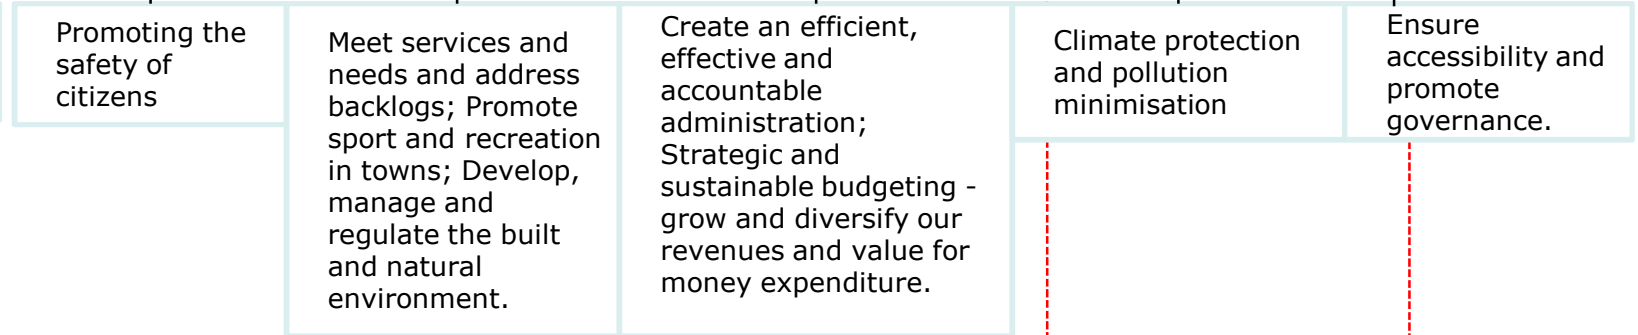 Promoting the
safety of
citizens
Meet services and
needs and address
backlogs; Promote
sport and recreation
in towns; Develop,
manage and
regulate the built
and natural
environment.
Create an efficient,
effective and
accountable
administration;
Strategic and
sustainable budgeting -
grow and diversify our
revenues and value for
money expenditure.
Climate protection
and pollution
minimisation
Ensure
accessibility and
promote
governance.